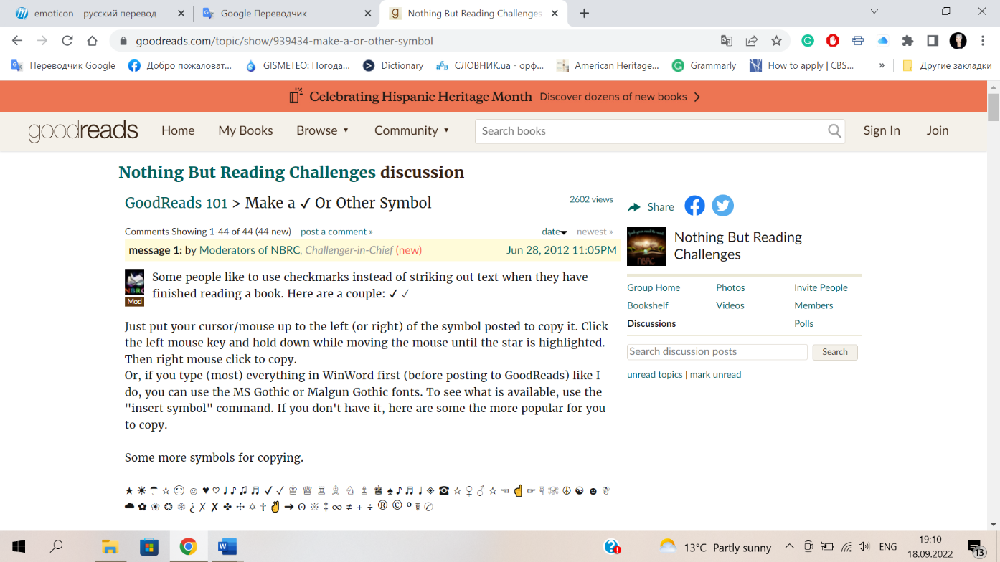 emoticon – русский перевод
Google Переводчик
Nothing But Reading Challenges
goodreads.com/topic/show/939434-make-a-or-other-symbol
Переводчик Google
Добро пожаловат...
GISMETEO: Погода...
Dictionary
СЛОВНИК.ua - орф...
American Heritage...
Grammarly
How to apply | CBS...
»
Другие закладки
Celebrating Hispanic Heritage Month Discover dozens of new books
goodreads
Home
My Books
Browse ▼
Community ▼
Search books
Sign In
Join
Nothing But Reading Challenges discussion
GoodReads 101 > Make a ✓ Or Other Symbol
2602 views
Comments Showing 1-44 of 44 (44 new) post a comment »
date▼ newest »
message 1: by Moderators of NBRC, Challenger-in-Chief (new)
Jun 28, 2012 11:05PM
NBRC
Mod
Some people like to use checkmarks instead of striking out text when they have
finished reading a book. Here are a couple: ✔ ✓
Just put your cursor/mouse up to the left (or right) of the symbol posted to copy it. Click
the left mouse key and hold down while moving the mouse until the star is highlighted.
Then right mouse click to copy.
Or, if you type (most) everything in WinWord first (before posting to GoodReads) like I
do, you can use the MS Gothic or Malgun Gothic fonts. To see what is available, use the
"insert symbol" command. If you don't have it, here are some the more popular for you
to copy.
Some more symbols for copying.
★ ☀ ☂ ☆ ☹ ☺ ♥ ♡ ♩ ♪ ♫ ♬ ✔ ✓ ♔ ♕ ♖ ♗ ♘ ♗ ♚ ♠ ♪ ♬ ♩ ◈ ☎ ☆ ♀ ♂ ☆ ☜ ☝ ☞ ☟ ☠ ☮ ☯ ☻ ☃
☁ ✿ ❀ ❂ ❄ ¿ ✗ ✘ ✤ ✢ ✡ ✝ ✌ ➔ ʘ ※ ⁑ ∞ ≠ + ÷ ® © º ✆
Share
Nothing But Reading
Challenges
NBRC
Group Home
Photos
Invite People
Bookshelf
Videos
Members
Discussions
Polls
Search discussion posts
Search
unread topics | mark unread
13°C Partly sunny
ENG
19:10
18.09.2022
13